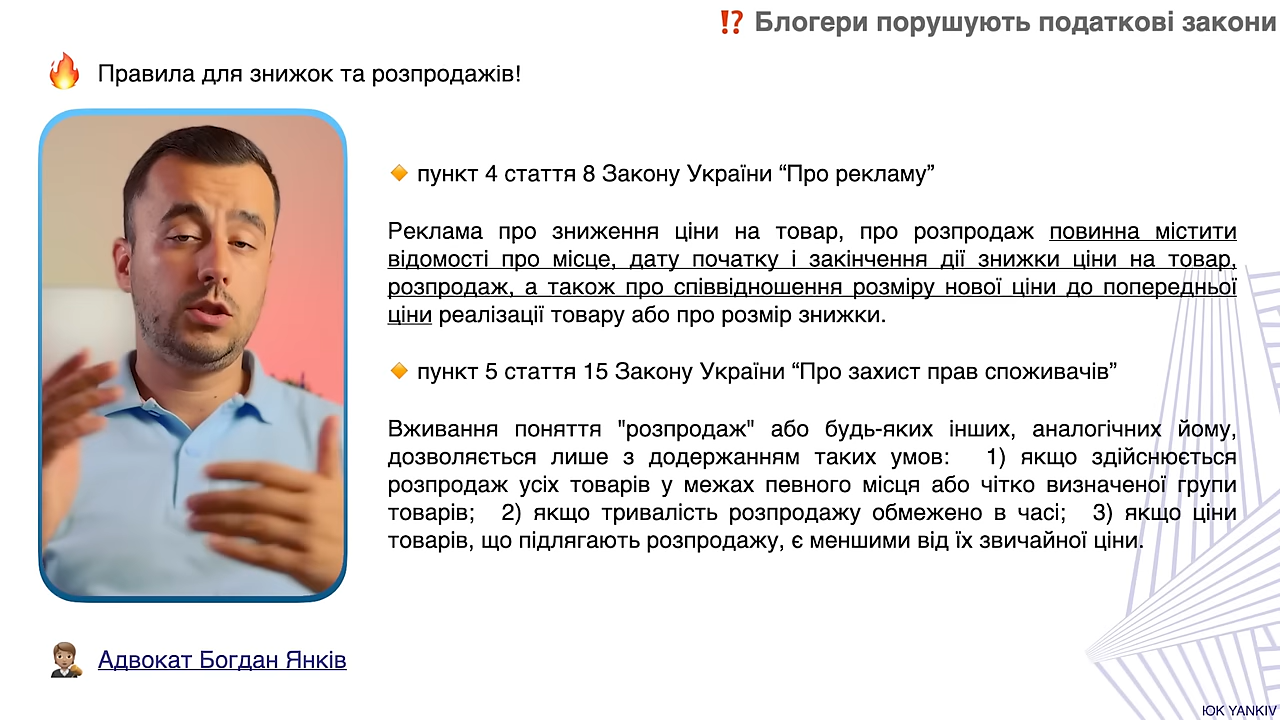 ⁉️ Блогери порушують податкові закони
🔥 Правила для знижок та розпродажів!
🔸 пункт 4 стаття 8 Закону України “Про рекламу”
Реклама про зниження ціни на товар, про розпродаж повинна містити
відомості про місце, дату початку і закінчення дії знижки ціни на товар,
розпродаж, а також про співвідношення розміру нової ціни до попередньої
ціни реалізації товару або про розмір знижки.
🔸 пункт 5 стаття 15 Закону України “Про захист прав споживачів”
Вживання поняття "розпродаж" або будь-яких інших, аналогічних йому,
дозволяється лише з додержанням таких умов: 1) якщо здійснюється
розпродаж усіх товарів у межах певного місця або чітко визначеної групи
товарів; 2) якщо тривалість розпродажу обмежено в часі; 3) якщо ціни
товарів, що підлягають розпродажу, є меншими від їх звичайної ціни.
Адвокат Богдан Янків
ЮК YANKIV